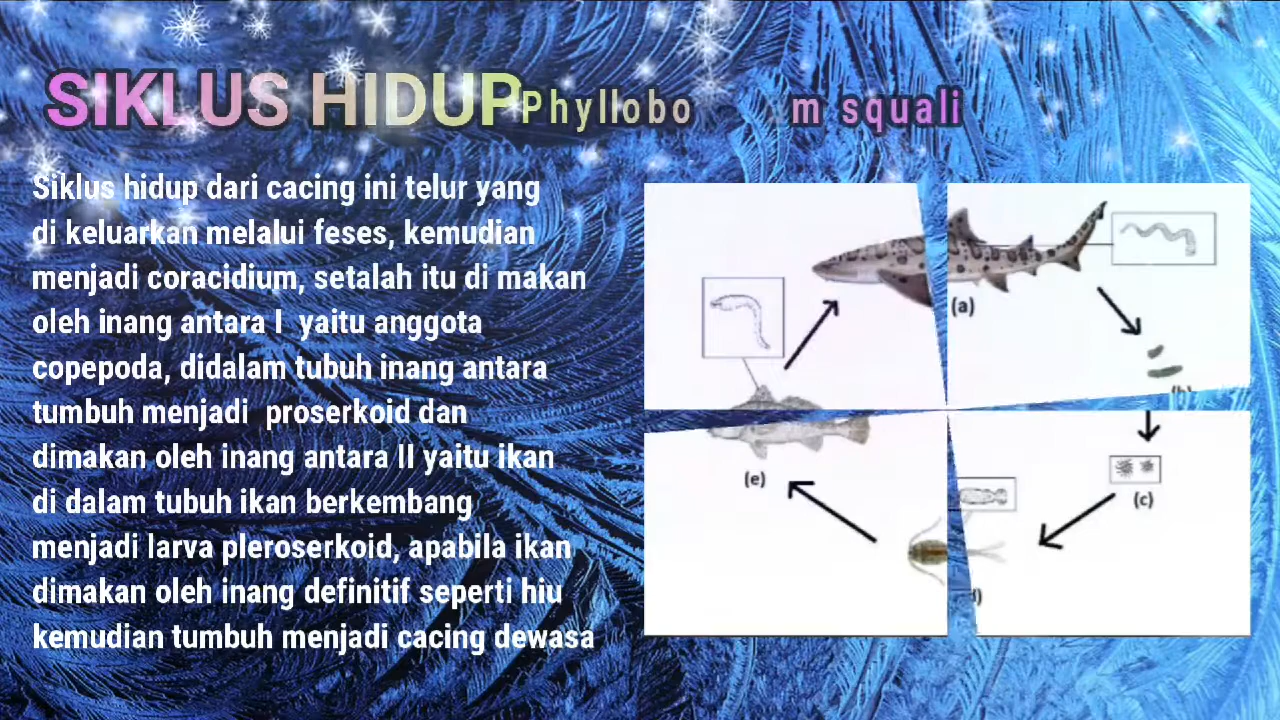 SIKLUS HIDUP Phyllobo m squali
Siklus hidup dari cacing ini telur yang
di keluarkan melalui feses, kemudian
menjadi coracidium, setalah itu di makan
oleh inang antara I yaitu anggota
copepoda, didalam tubuh inang antara
tumbuh menjadi proserkoid dan
dimakan oleh inang antara II yaitu ikan
di dalam tubuh ikan berkembang
menjadi larva pleroserkoid, apabila ikan
dimakan oleh inang definitif seperti hiu
kemudian tumbuh menjadi cacing dewasa
(a)
(e)
(c)